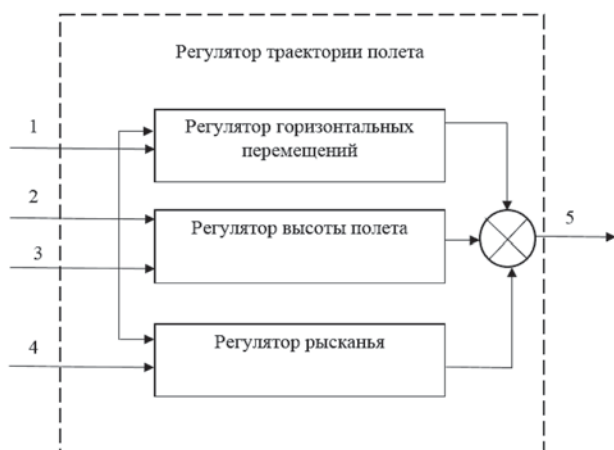 Регулятор траектории полета
1
Регулятор горизонтальных
перемещений
2
Регулятор высоты полета
5
3
4
Регулятор рысканья